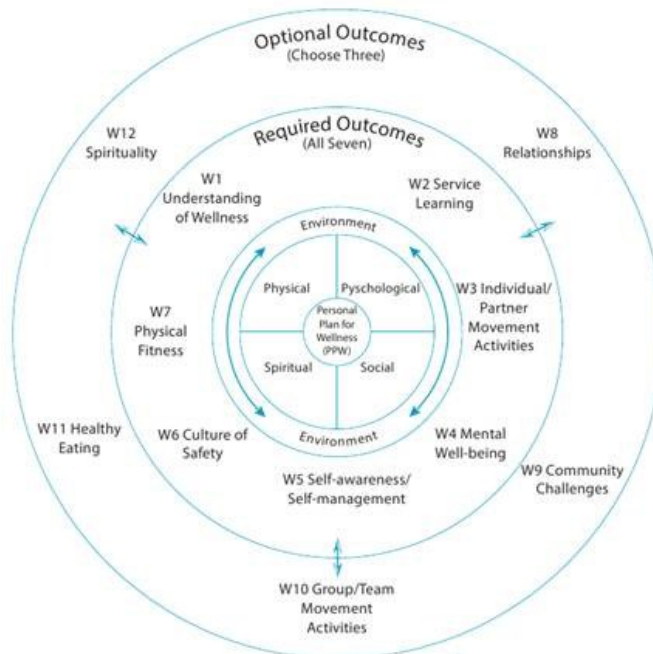 Optional Outcomes
(Choose Three)
Required Outcomes
(All Seven)
W12
Spirituality
W8
Relationships
W1
Understanding
of Wellness
W2 Service
Learning
Environment
Physical
Pyschological
Personal
Plan for
Wellness
(PPW)
Spiritual
Social
Environment
W7
Physical
Fitness
W3 Individual/
Partner
Movement
Activities
W11 Healthy
Eating
W6 Culture of
Safety
W5 Self-awareness/
Self-management
W4 Mental
Well-being
W9 Community
Challenges
W10 Group/Team
Movement
Activities